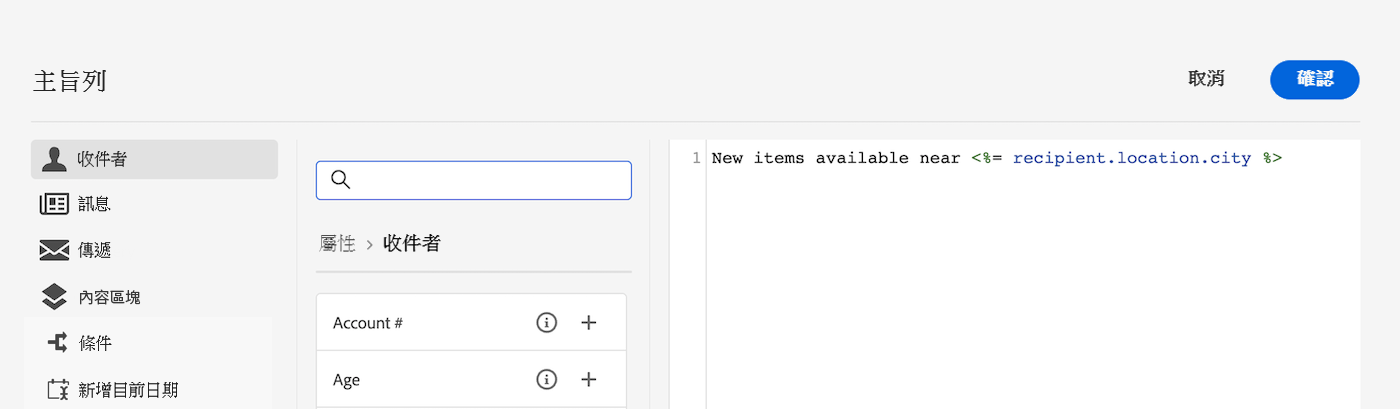 主旨列
取消
確認
收件者
訊息
傳遞
內容區塊
條件
新增目前日期
屬性 › 收件者
Account #
Age
1 New items available near <%= recipient.location.city %>